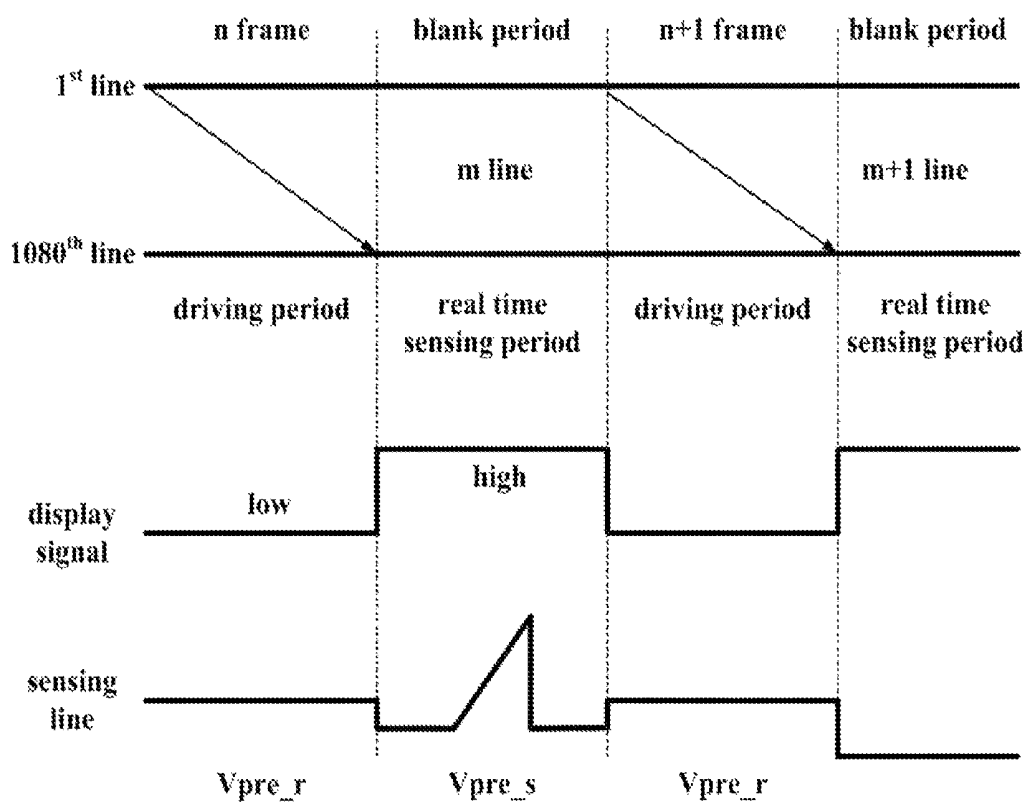 n frame
blank period
n+1 frame
blank period
1st line
m line
m+1 line
1080th line
driving period
real time
sensing period
driving period
real time
sensing period
high
low
display
signal
sensing
line
Vpre_r
Vpre_s
Vpre_r